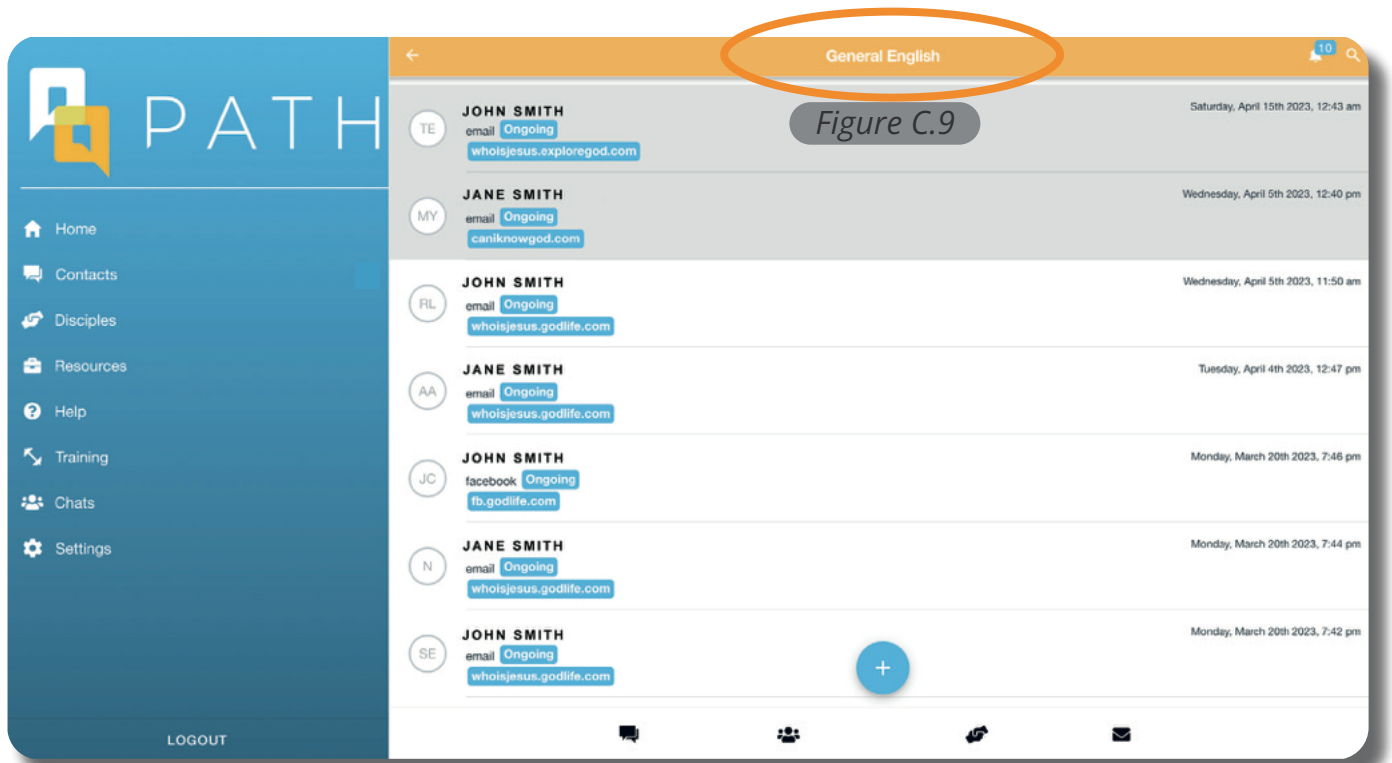 PATH
Home
Contacts
Disciples
Resources
Help
Training
Chats
Settings
LOGOUT
General English
10
Figure C.9
TE
JOHN SMITH
Saturday, April 15th 2023, 12:43 am
email Ongoing
whoisjesus.exploregod.com
MY
JANE SMITH
Wednesday, April 5th 2023, 12:40 pm
email Ongoing
caniknowgod.com
RL
JOHN SMITH
Wednesday, April 5th 2023, 11:50 am
email Ongoing
whoisjesus.godlife.com
AA
JANE SMITH
Tuesday, April 4th 2023, 12:47 pm
email Ongoing
whoisjesus.godlife.com
JC
JOHN SMITH
Monday, March 20th 2023, 7:46 pm
facebook Ongoing
fb.godlife.com
N
JANE SMITH
Monday, March 20th 2023, 7:44 pm
email Ongoing
whoisjesus.godlife.com
SE
JOHN SMITH
Monday, March 20th 2023, 7:42 pm
email Ongoing
whoisjesus.godlife.com